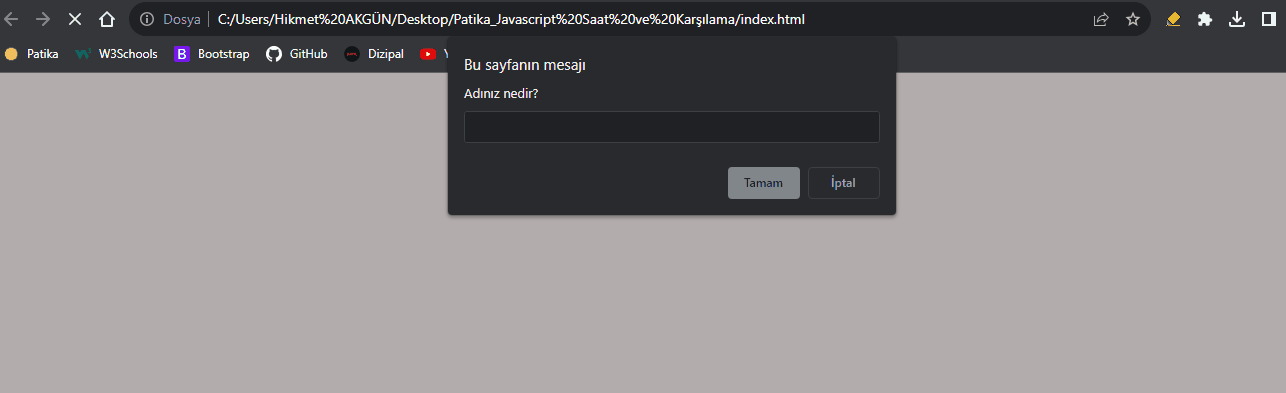 Dosya | C:/Users/Hikmet%20AKGÜN/Desktop/Patika_Javascript%20Saat%20ve%20Karşılama/index.html
Patika W3Schools B Bootstrap GitHub Dizipal Y
Bu sayfanın mesajı
Adınız nedir?
Tamam İptal